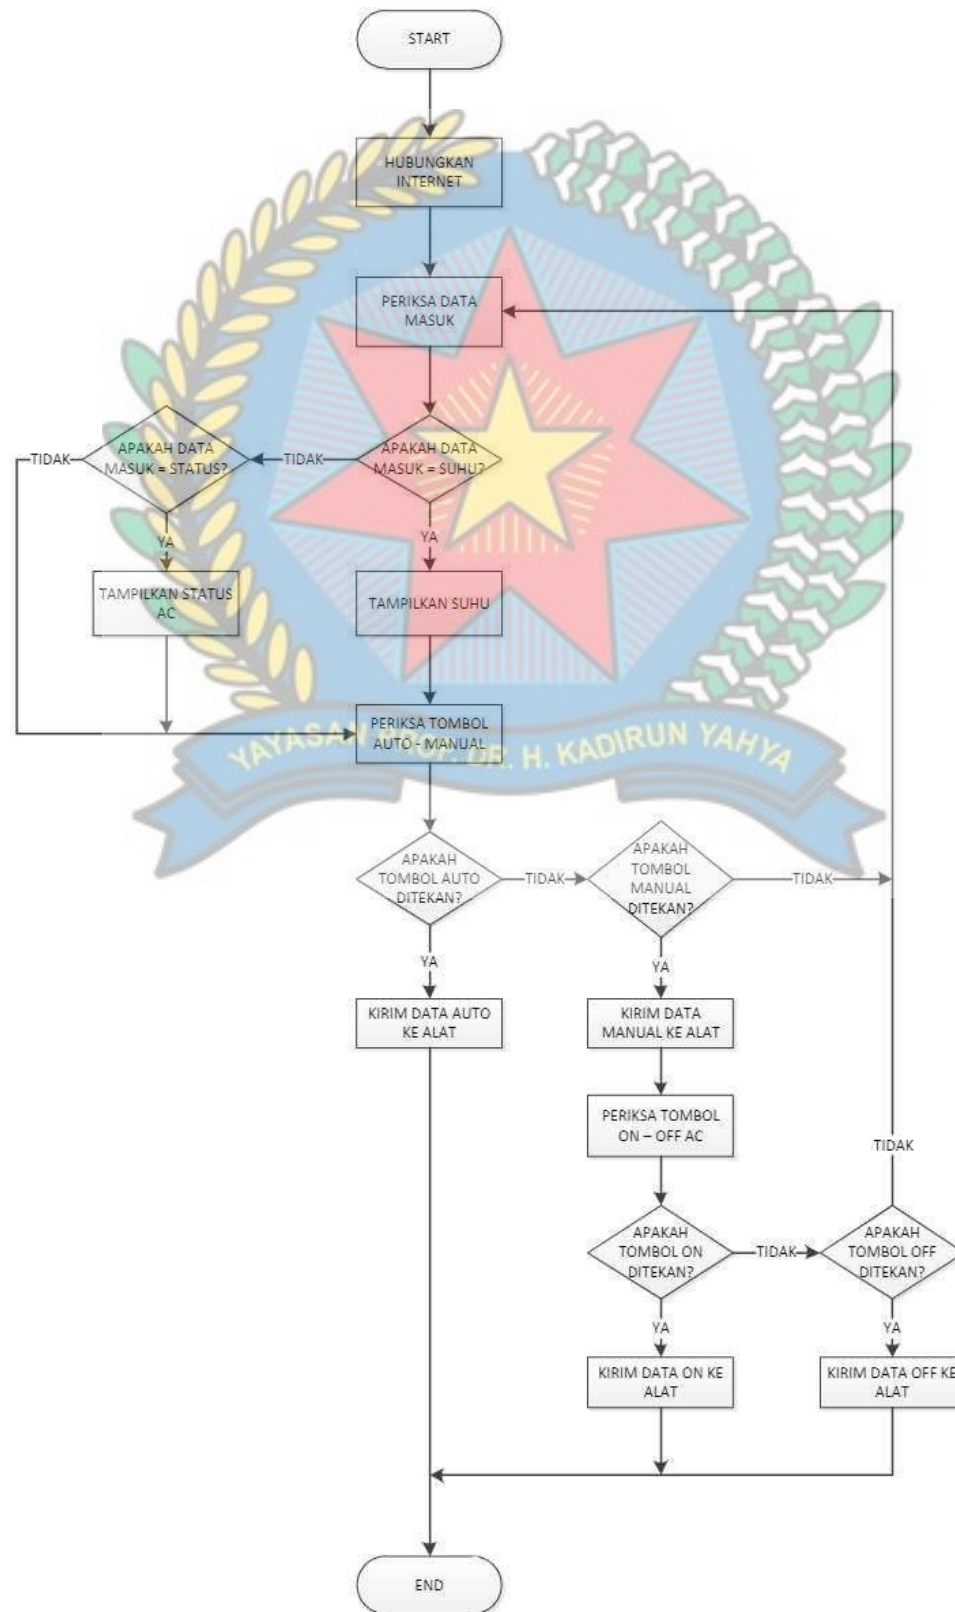 START
HUBUNGKAN
INTERNET
PERIKSA DATA
MASUK
APAKAH DATA
MASUK = STATUS?
APAKAH DATA
MASUK = SUHU?
TIDAK
TIDAK
YA
YA
TAMPILKAN STATUS
AC
TAMPILKAN SUHU
PERIKSA TOMBOL
AUTO - MANUAL
YAYASAN PROF. DR. H. KADIRUN YAHYA
APAKAH
TOMBOL AUTO
DITEKAN?
TIDAK
APAKAH
TOMBOL
MANUAL
DITEKAN?
TIDAK
YA
YA
KIRIM DATA AUTO
KE ALAT
KIRIM DATA
MANUAL KE ALAT
PERIKSA TOMBOL
ON – OFF AC
TIDAK
APAKAH
TOMBOL ON
DITEKAN?
TIDAK
APAKAH
TOMBOL OFF
DITEKAN?
YA
YA
KIRIM DATA ON KE
ALAT
KIRIM DATA OFF KE
ALAT
END